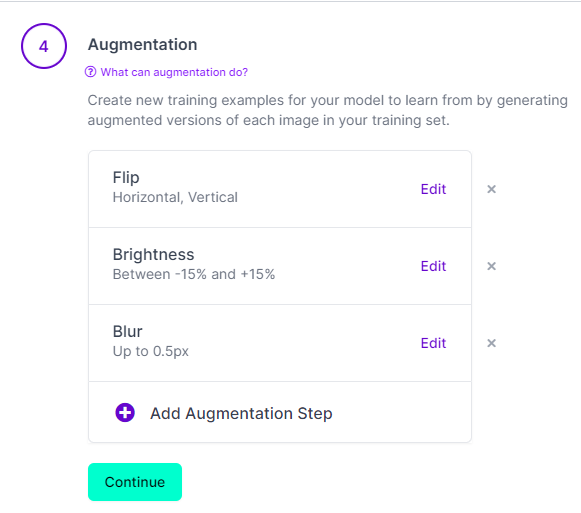 4
Augmentation
What can augmentation do?
Create new training examples for your model to learn from by generating
augmented versions of each image in your training set.
Flip
Horizontal, Vertical
Edit
×
Brightness
Between -15% and +15%
Edit
×
Blur
Up to 0.5px
Edit
×
Add Augmentation Step
Continue